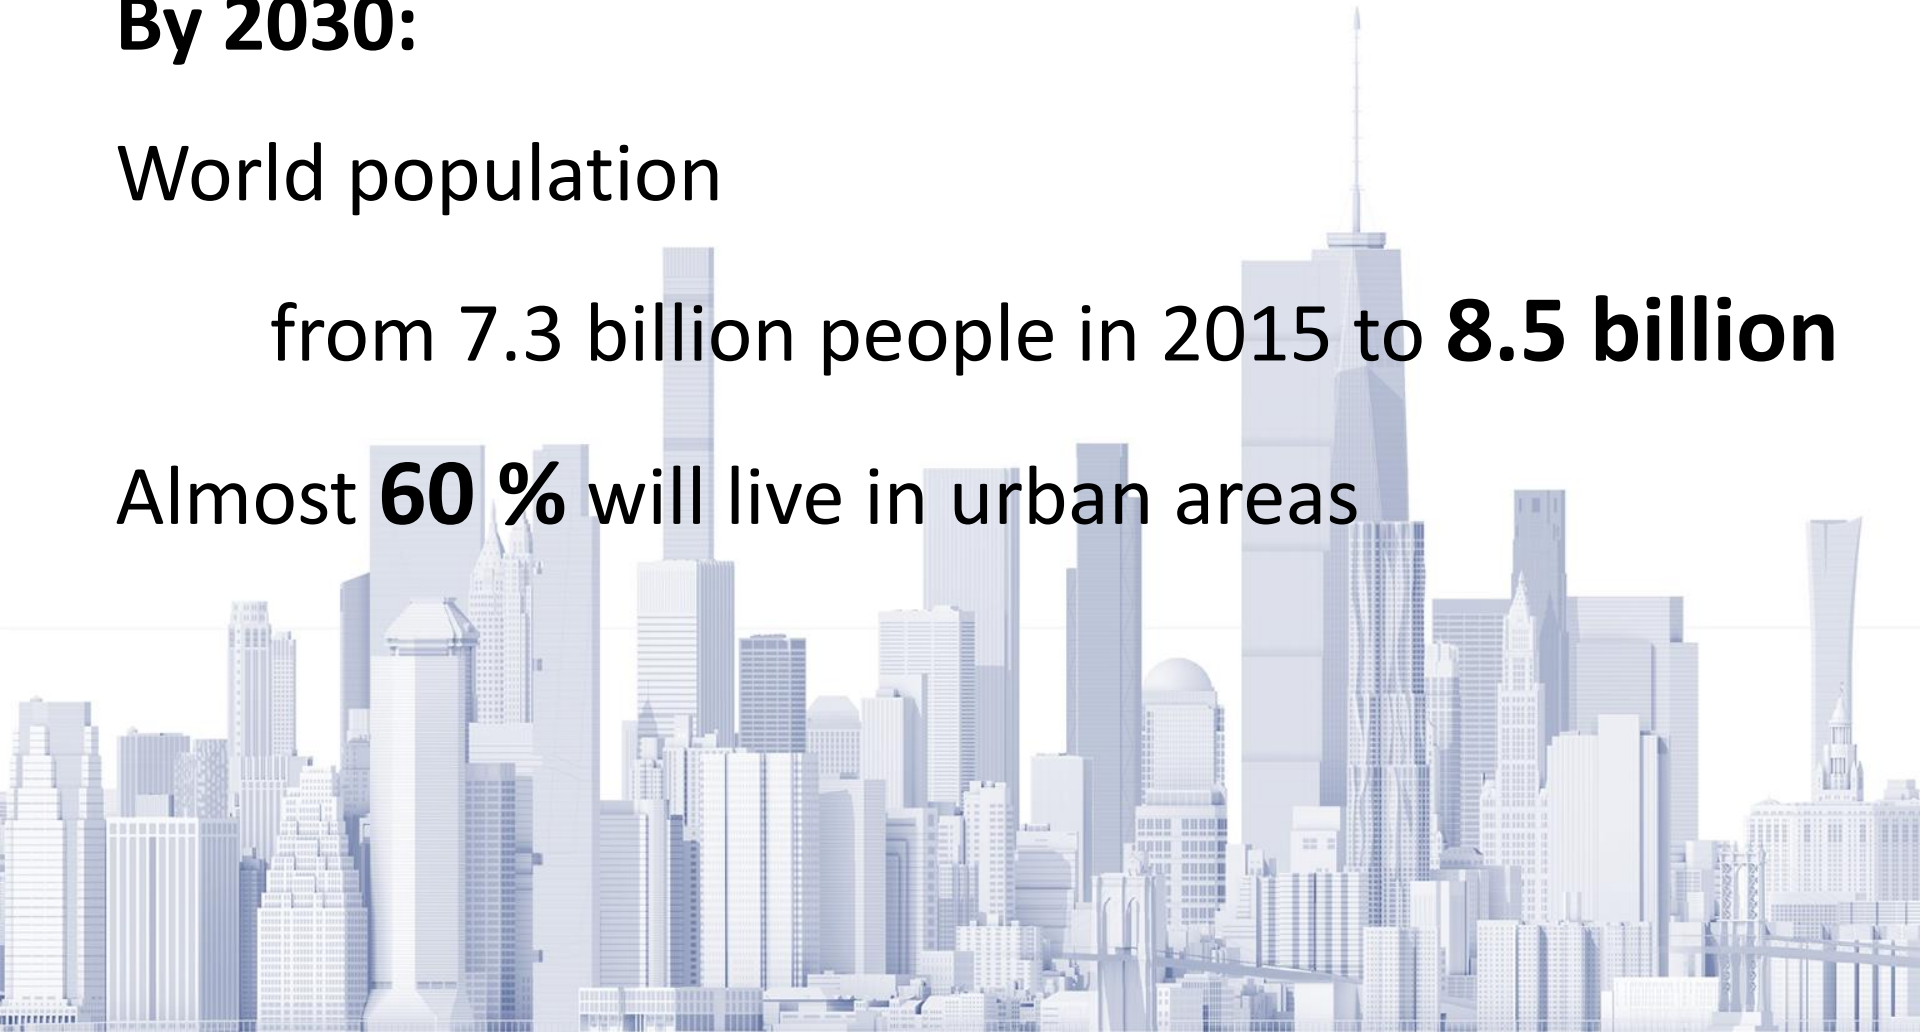 By 2030:
World population
from 7.3 billion people in 2015 to 8.5 billion
Almost 60 % will live in urban areas